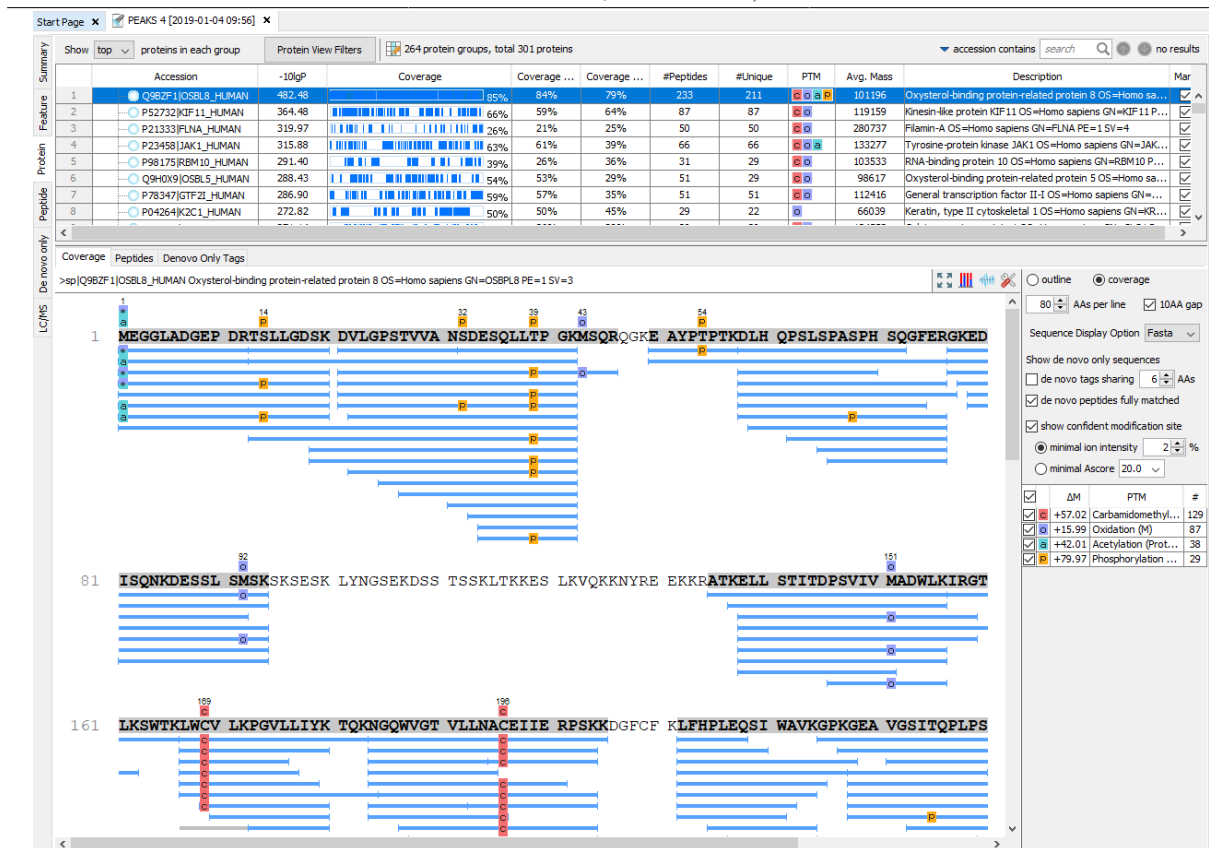 Start Page
PEAKS 4 [2019-01-04 09:56]
Summary
Feature
Protein
Peptide
De novo only
LC/MS
Show top proteins in each group Protein View Filters 264 protein groups, total 301 proteins accession contains search no results
Accession -10lgP Coverage Coverage ... Coverage ... #Peptides #Unique PTM Avg. Mass Description Mar
1 Q9BZF1|OSBL8_HUMAN 482.48 85% 84% 79% 233 211 c o a P 101196 Oxysterol-binding protein-related protein 8 OS=Homo sa...
2 P52732|KIF11_HUMAN 364.48 66% 59% 64% 87 87 c o 119159 Kinesin-like protein KIF11 OS=Homo sapiens GN=KIF11 P...
3 P21333|FLNA_HUMAN 319.97 26% 21% 25% 50 50 c o 280737 Filamin-A OS=Homo sapiens GN=FLNA PE=1 SV=4
4 P23458|JAK1_HUMAN 315.88 63% 61% 39% 66 66 c o a 133277 Tyrosine-protein kinase JAK1 OS=Homo sapiens GN=JAK...
5 P98175|RBM10_HUMAN 291.40 39% 26% 36% 31 29 c o 103533 RNA-binding protein 10 OS=Homo sapiens GN=RBM10 P...
6 Q9H0X9|OSBL5_HUMAN 288.43 54% 53% 29% 51 29 c o 98617 Oxysterol-binding protein-related protein 5 OS=Homo sa...
7 P78347|GTF2I_HUMAN 286.90 59% 57% 35% 51 51 c o 112416 General transcription factor II-I OS=Homo sapiens GN=...
8 P04264|K2C1_HUMAN 272.82 50% 50% 45% 29 22 o 66039 Keratin, type II cytoskeletal 1 OS=Homo sapiens GN=KR...
Coverage Peptides Denovo Only Tags
>sp|Q9BZF1|OSBL8_HUMAN Oxysterol-binding protein-related protein 8 OS=Homo sapiens GN=OSBPL8 PE=1 SV=3
1 14 32 39 43 54
* a P P P o P
1 MEGGLADGEP DRTSLLGDSK DVLGPSTVVA NSDESQLLTP GKMSQRQGKE AYPTPTKDLH QPSLSPASPH SQGFERGKED
92 151
o o
81 ISQNKDESSL SMSKSKSESK LYNGSEKDSS TSSKLTKKES LKVQKKNYRE EKKRATKELL STITDPSVIV MADWLKIRGT
169 196
c c
161 LKSWTKLWCV LKPGVLLIYK TQKNGQWVGT VLLNACEIIE RPSKKDGFCF KLFHPLEQSI WAVKGPKGEA VGSITQPLPS
outline coverage
80 AAs per line 10AA gap
Sequence Display Option Fasta
Show de novo only sequences
de novo tags sharing 6 AAs
de novo peptides fully matched
show confident modification site
minimal ion intensity 2 %
minimal Ascore 20.0
ΔM PTM #
c +57.02 Carbamidomethyl... 129
o +15.99 Oxidation (M) 87
a +42.01 Acetylation (Prot... 38
P +79.97 Phosphorylation ... 29